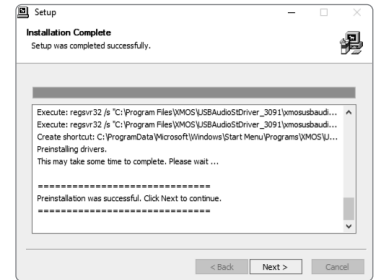 Setup
Installation Complete
Setup was completed successfully.
Execute: regsvr32 /s "C:\Program Files\XMOS\USBAudioStDriver_3091\xmosusbaudi...
Execute: regsvr32 /s "C:\Program Files\XMOS\USBAudioStDriver_3091\xmosusbaudi...
Create shortcut: C:\ProgramData\Microsoft\Windows\Start Menu\Programs\XMOS\U...
Preinstalling drivers.
This may take some time to complete. Please wait ...
==============================
Preinstallation was successful. Click Next to continue.
==============================
< Back Next > Cancel